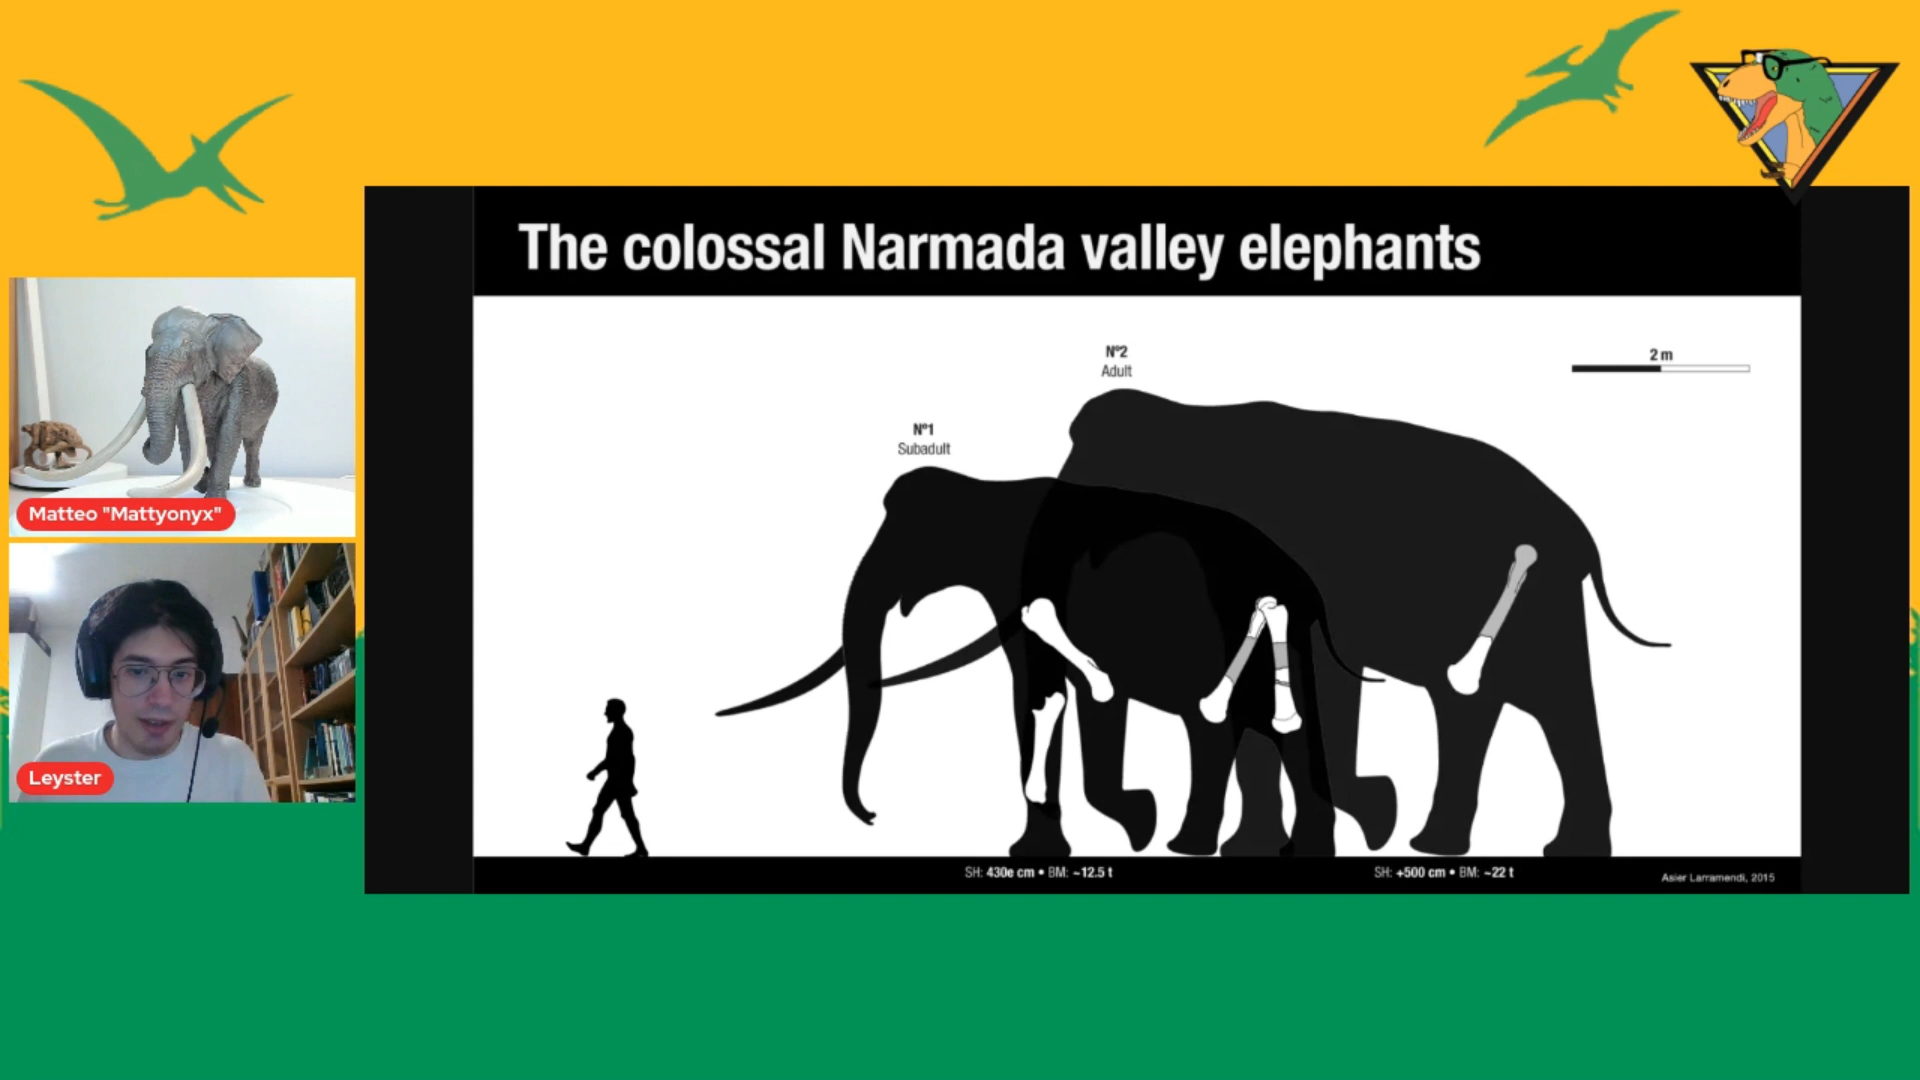 The colossal Narmada valley elephants
Nº2
Adult
2 m
Nº1
Subadult
Matteo "Mattyonyx"
Leyster
SH: 430e cm • BM: ~12.5 t
SH: +500 cm • BM: ~22 t
Asier Larramendi, 2015